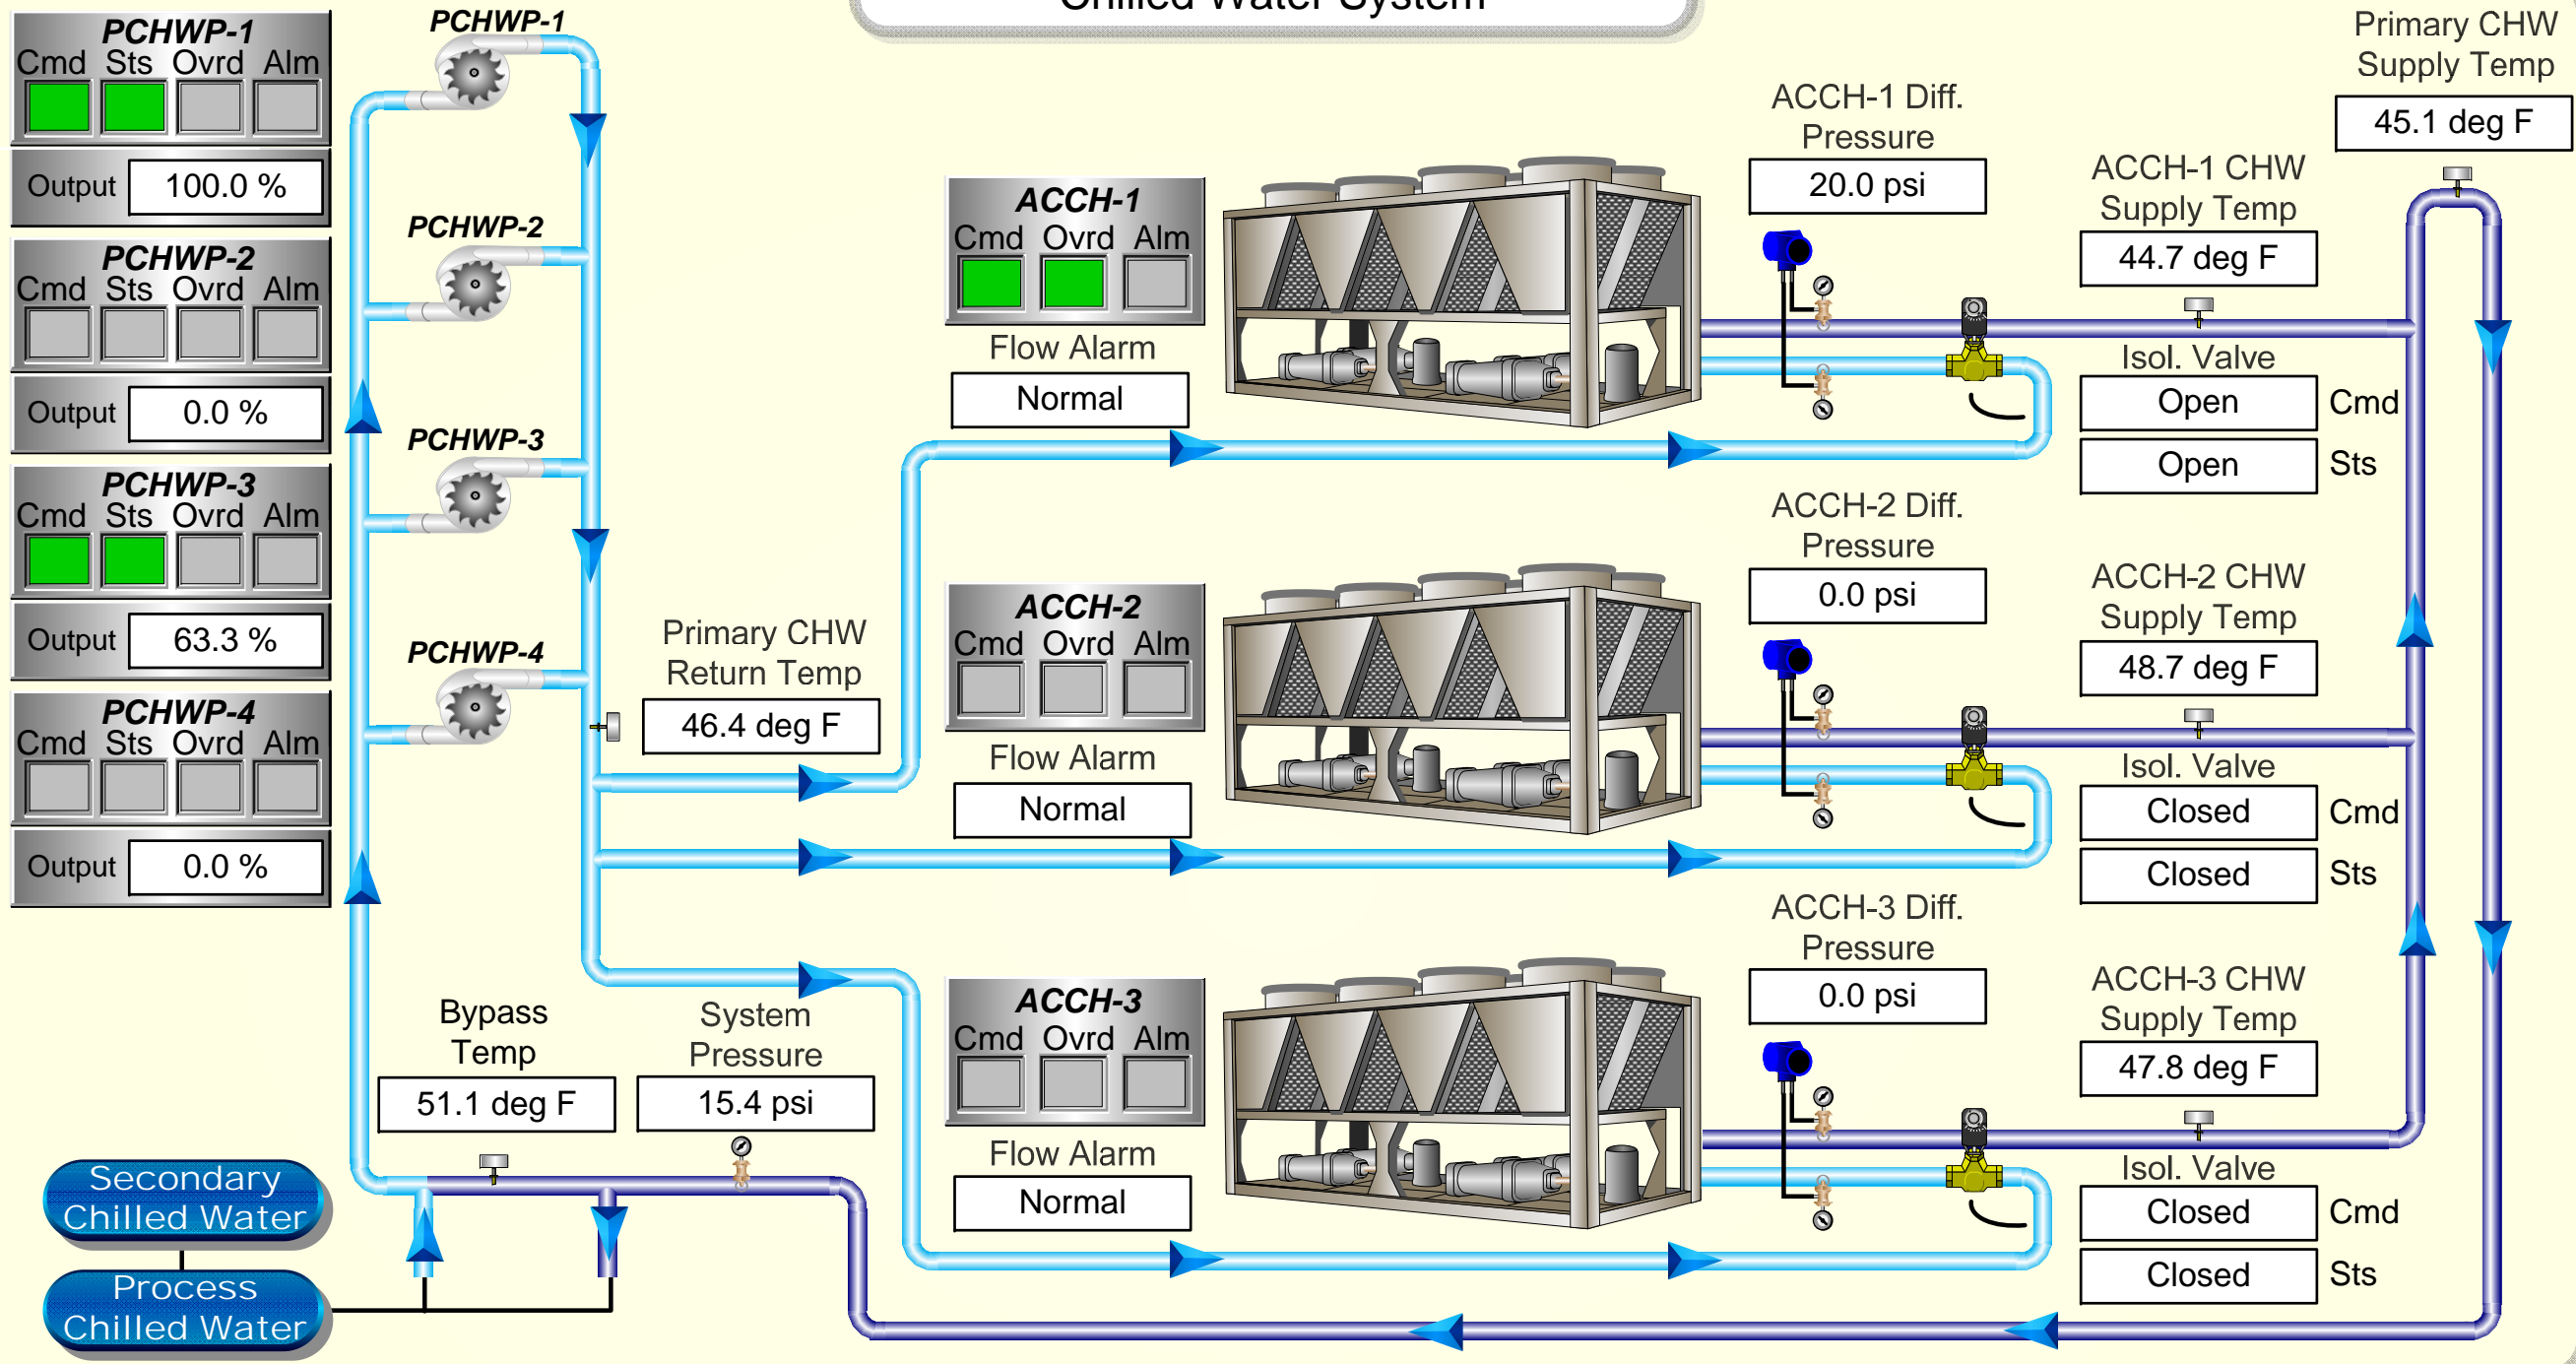 Chilled Water System
PCHWP-1
Cmd Sts Ovrd Alm
Output 100.0 %
PCHWP-2
Cmd Sts Ovrd Alm
Output 0.0 %
PCHWP-3
Cmd Sts Ovrd Alm
Output 63.3 %
PCHWP-4
Cmd Sts Ovrd Alm
Output 0.0 %
PCHWP-1
PCHWP-2
PCHWP-3
PCHWP-4
Primary CHW
Return Temp
46.4 deg F
Bypass
Temp
51.1 deg F
System
Pressure
15.4 psi
Secondary
Chilled Water
Process
Chilled Water
ACCH-1
Cmd Ovrd Alm
Flow Alarm
Normal
ACCH-1 Diff.
Pressure
20.0 psi
ACCH-1 CHW
Supply Temp
44.7 deg F
Isol. Valve
Open Cmd
Open Sts
Primary CHW
Supply Temp
45.1 deg F
ACCH-2
Cmd Ovrd Alm
Flow Alarm
Normal
ACCH-2 Diff.
Pressure
0.0 psi
ACCH-2 CHW
Supply Temp
48.7 deg F
Isol. Valve
Closed Cmd
Closed Sts
ACCH-3
Cmd Ovrd Alm
Flow Alarm
Normal
ACCH-3 Diff.
Pressure
0.0 psi
ACCH-3 CHW
Supply Temp
47.8 deg F
Isol. Valve
Closed Cmd
Closed Sts